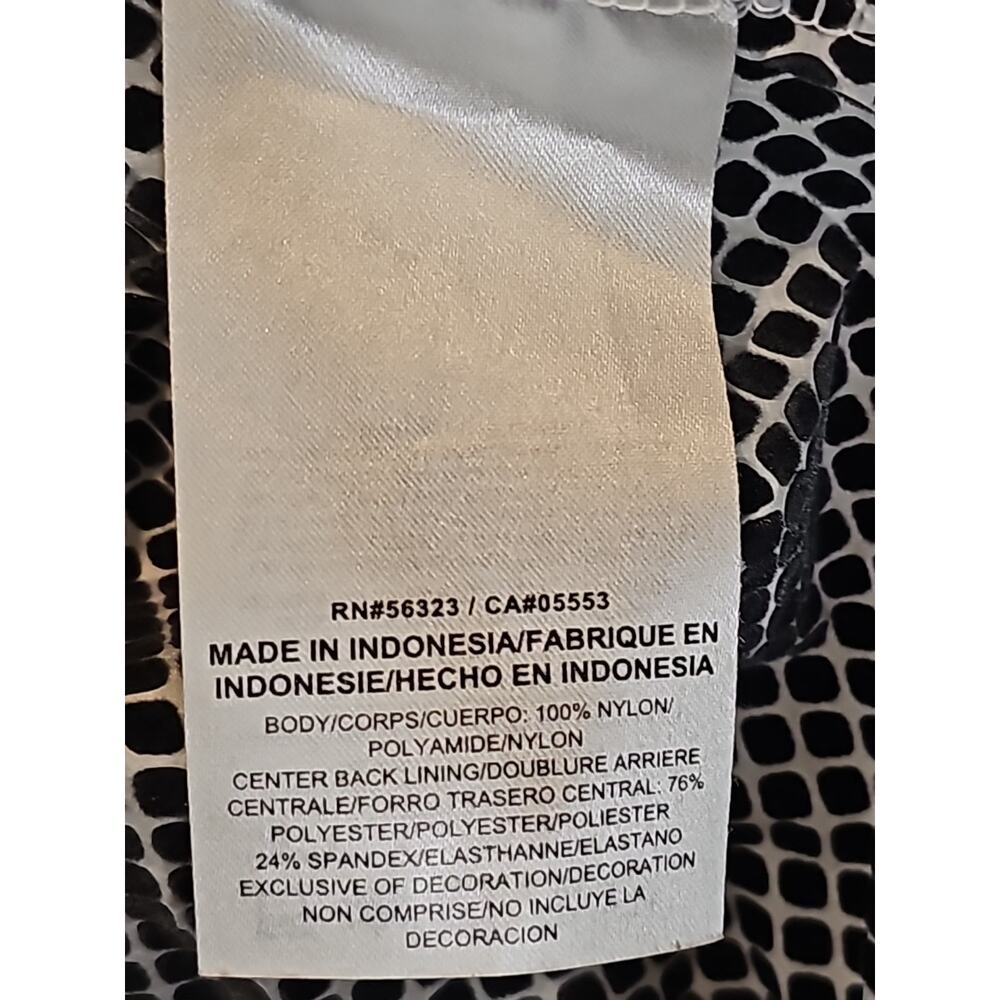 RN#56323 / CA#05553
MADE IN INDONESIA/FABRIQUE EN
INDONESIE/HECHO EN INDONESIA
BODY/CORPS/CUERPO: 100% NYLON/
POLYAMIDE/NYLON
CENTER BACK LINING/DOUBLURE ARRIERE
CENTRALE/FORRO TRASERO CENTRAL: 76%
POLYESTER/POLYESTER/POLIESTER
24% SPANDEX/ELASTHANNE/ELASTANO
EXCLUSIVE OF DECORATION/DECORATION
NON COMPRISE/NO INCLUYE LA
DECORACION